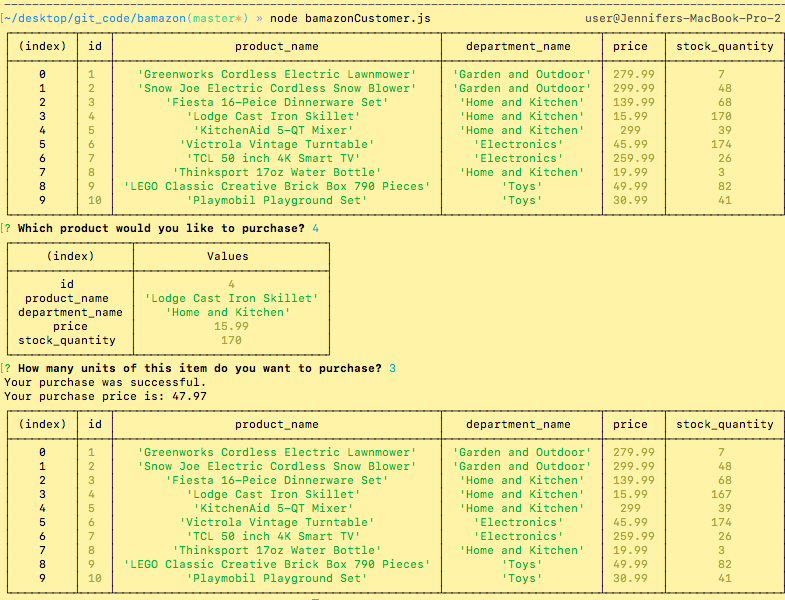 [~/desktop/git_code/bamazon(master*) » node bamazonCustomer.js user@Jennifers-MacBook-Pro-2
(index) id product_name department_name price stock_quantity
0 1 'Greenworks Cordless Electric Lawnmower' 'Garden and Outdoor' 279.99 7
1 2 'Snow Joe Electric Cordless Snow Blower' 'Garden and Outdoor' 299.99 48
2 3 'Fiesta 16-Peice Dinnerware Set' 'Home and Kitchen' 139.99 68
3 4 'Lodge Cast Iron Skillet' 'Home and Kitchen' 15.99 170
4 5 'KitchenAid 5-QT Mixer' 'Home and Kitchen' 299 39
5 6 'Victrola Vintage Turntable' 'Electronics' 45.99 174
6 7 'TCL 50 inch 4K Smart TV' 'Electronics' 259.99 26
7 8 'Thinksport 17oz Water Bottle' 'Home and Kitchen' 19.99 3
8 9 'LEGO Classic Creative Brick Box 790 Pieces' 'Toys' 49.99 82
9 10 'Playmobil Playground Set' 'Toys' 30.99 41
[? Which product would you like to purchase? 4
(index) Values
id 4
product_name 'Lodge Cast Iron Skillet'
department_name 'Home and Kitchen'
price 15.99
stock_quantity 170
[? How many units of this item do you want to purchase? 3
Your purchase was successful.
Your purchase price is: 47.97
(index) id product_name department_name price stock_quantity
0 1 'Greenworks Cordless Electric Lawnmower' 'Garden and Outdoor' 279.99 7
1 2 'Snow Joe Electric Cordless Snow Blower' 'Garden and Outdoor' 299.99 48
2 3 'Fiesta 16-Peice Dinnerware Set' 'Home and Kitchen' 139.99 68
3 4 'Lodge Cast Iron Skillet' 'Home and Kitchen' 15.99 167
4 5 'KitchenAid 5-QT Mixer' 'Home and Kitchen' 299 39
5 6 'Victrola Vintage Turntable' 'Electronics' 45.99 174
6 7 'TCL 50 inch 4K Smart TV' 'Electronics' 259.99 26
7 8 'Thinksport 17oz Water Bottle' 'Home and Kitchen' 19.99 3
8 9 'LEGO Classic Creative Brick Box 790 Pieces' 'Toys' 49.99 82
9 10 'Playmobil Playground Set' 'Toys' 30.99 41